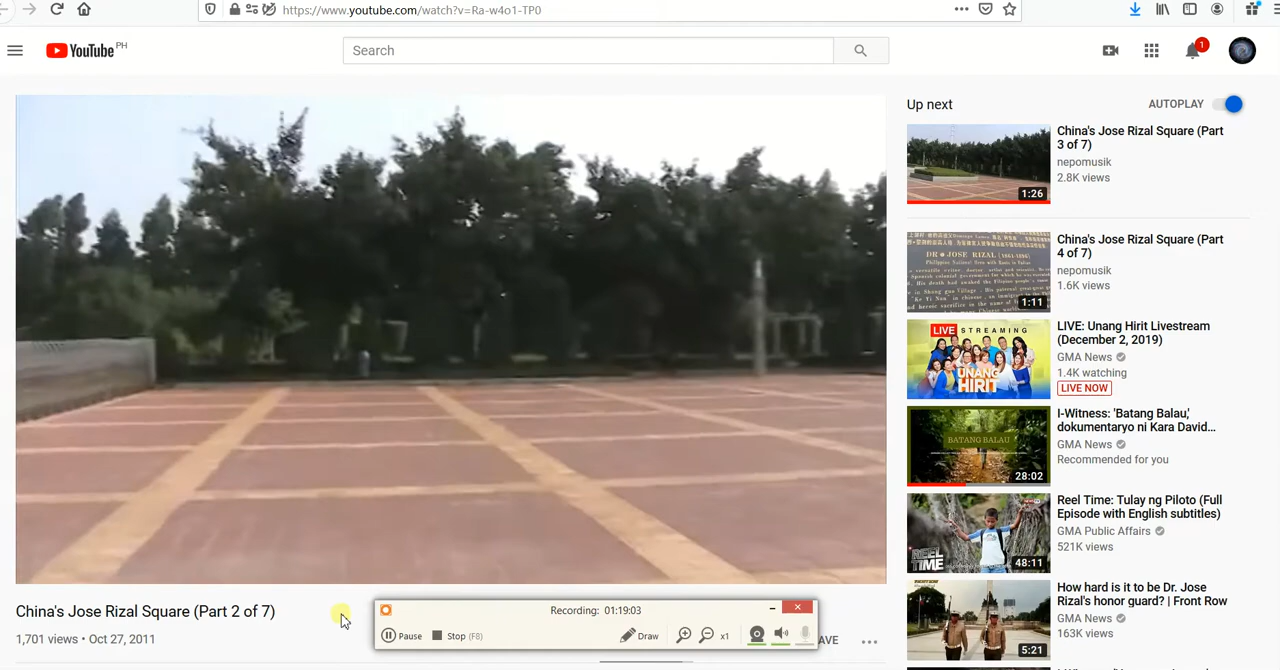 https://www.youtube.com/watch?v=Ra-w4o1-TP0
YouTube PH
Search
1
Up next
AUTOPLAY
China's Jose Rizal Square (Part
3 of 7)
nepomusik
2.8K views
1:26
China's Jose Rizal Square (Part
4 of 7)
nepomusik
1.6K views
DR JOSE RIZAL (1861-1896)
1:11
LIVE: Unang Hirit Livestream
(December 2, 2019)
GMA News
1.4K watching
LIVE NOW
LIVE STREAMING
UNANG
HIRIT
I-Witness: 'Batang Balau,'
dokumentaryo ni Kara David...
GMA News
Recommended for you
BATANG BALAU
28:02
Reel Time: Tulay ng Piloto (Full
Episode with English subtitles)
GMA Public Affairs
521K views
REEL
TIME
48:11
How hard is it to be Dr. Jose
Rizal's honor guard? | Front Row
GMA News
163K views
5:21
China's Jose Rizal Square (Part 2 of 7)
1,701 views • Oct 27, 2011
Recording: 01:19:03
Pause
Stop (F8)
Draw
x1
AVE